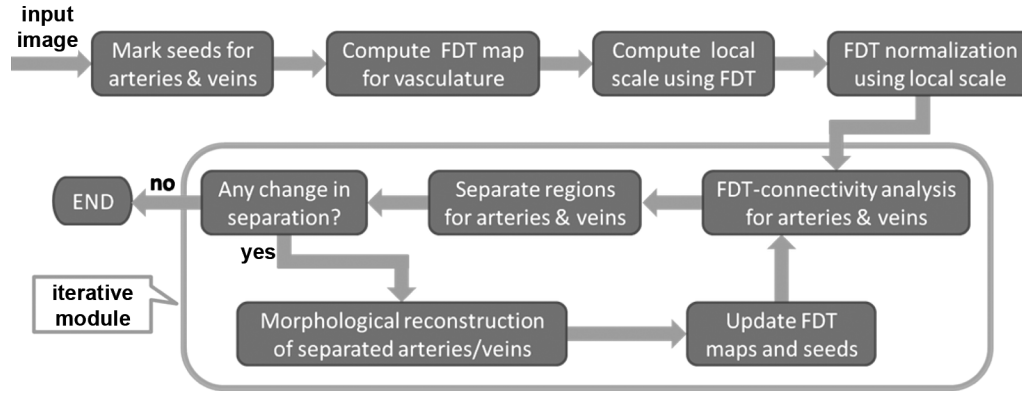 input
image
Mark seeds for
arteries & veins
Compute FDT map
for vasculature
Compute local
scale using FDT
FDT normalization
using local scale
END
no
Any change in
separation?
Separate regions
for arteries & veins
FDT-connectivity analysis
for arteries & veins
yes
iterative
module
Morphological reconstruction
of separated arteries/veins
Update FDT
maps and seeds